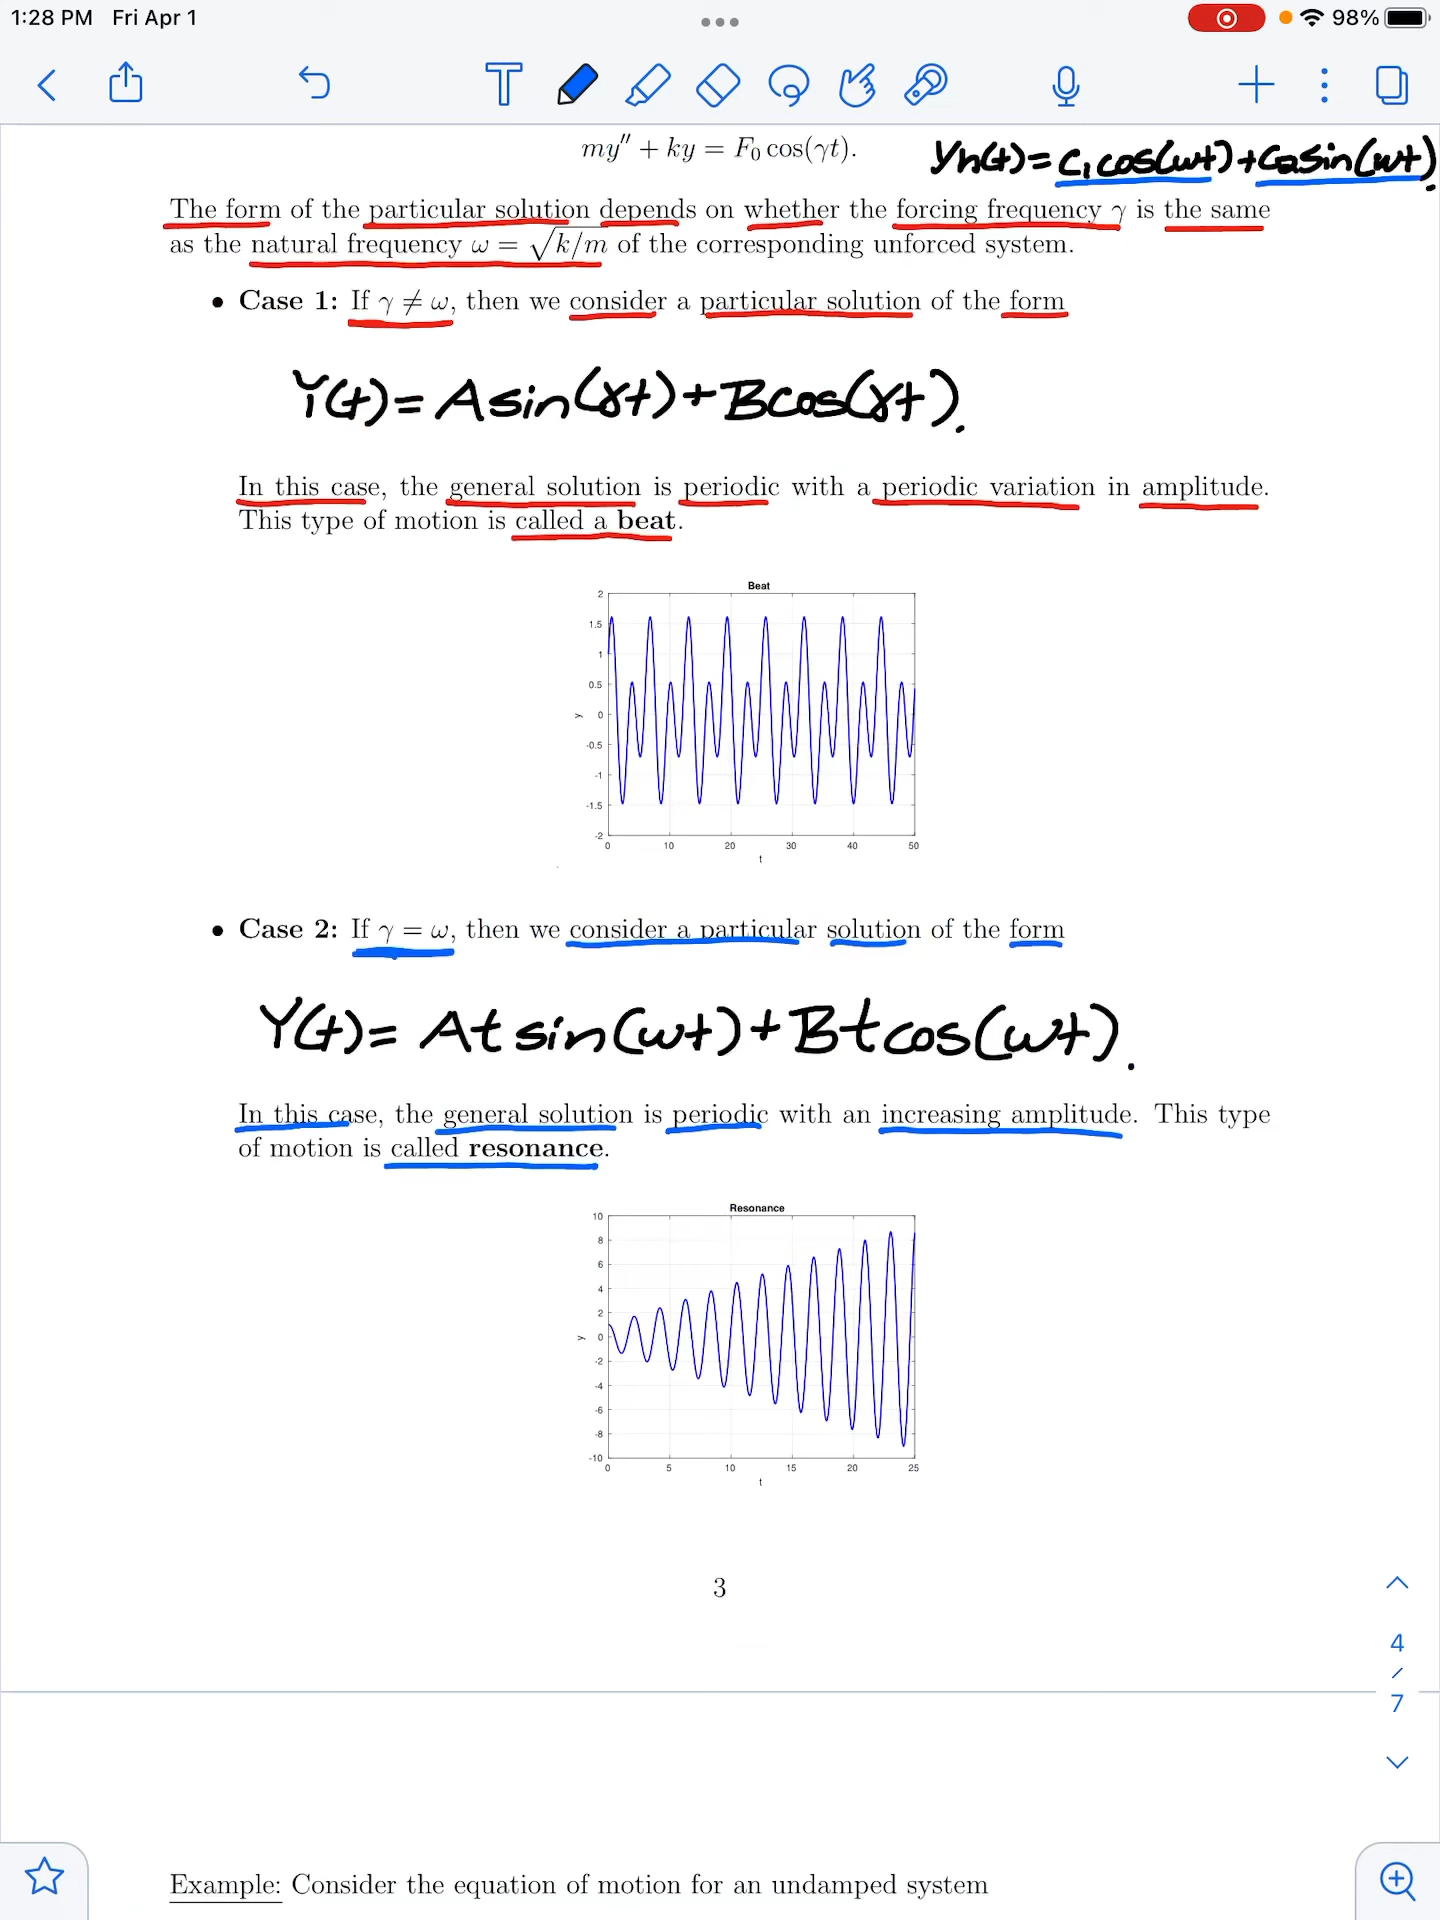 1:28 PM Fri Apr 1
98%
my″ + ky = F₀ cos(γt).
yh(t)=C₁cos(ωt)+C₂sin(ωt).
The form of the particular solution depends on whether the forcing frequency γ is the same
as the natural frequency ω = √k/m of the corresponding unforced system.
• Case 1: If γ ≠ ω, then we consider a particular solution of the form
Y(t)= Asin(γt)+Bcos(γt).
In this case, the general solution is periodic with a periodic variation in amplitude.
This type of motion is called a beat.
Beat
2
1.5
1
0.5
0
-0.5
-1
-1.5
-2
y
0 10 20 30 40 50
t
• Case 2: If γ = ω, then we consider a particular solution of the form
Y(t)= At sin(ωt)+Bt cos(ωt).
In this case, the general solution is periodic with an increasing amplitude. This type
of motion is called resonance.
Resonance
10
8
6
4
2
0
-2
-4
-6
-8
-10
y
0 5 10 15 20 25
t
3
4
/
7
Example: Consider the equation of motion for an undamped system